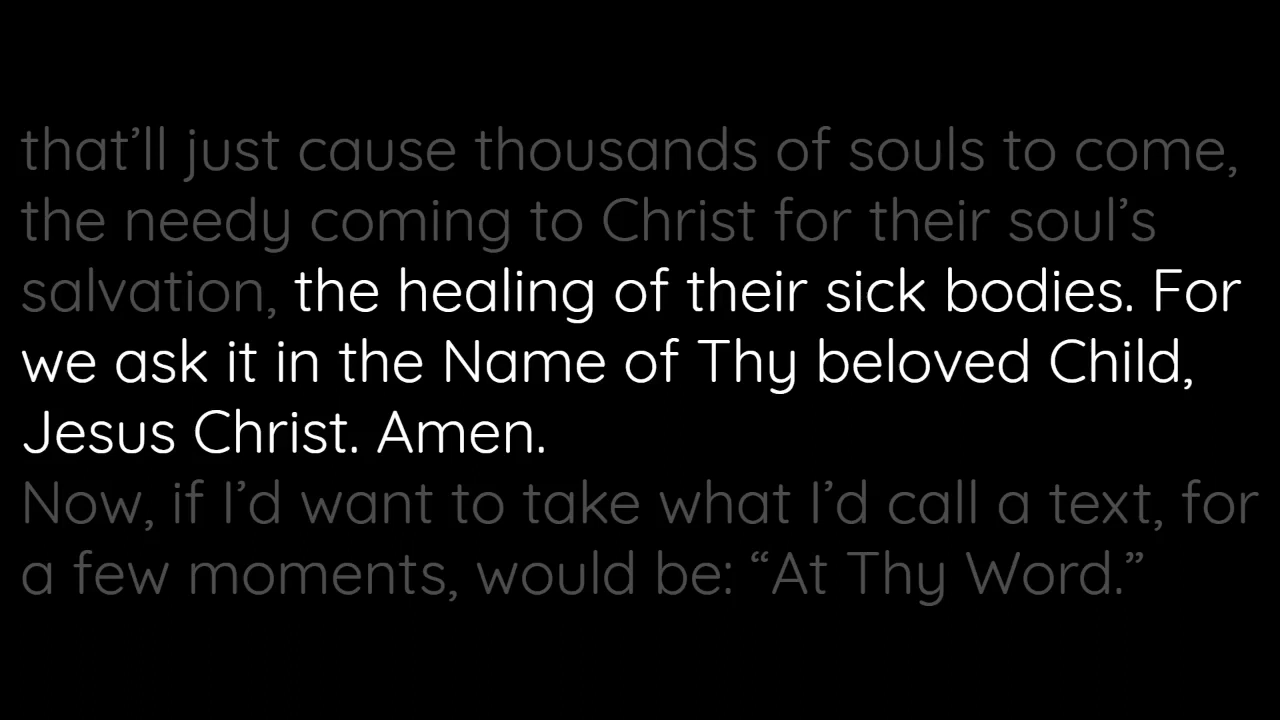 that’ll just cause thousands of souls to come,
the needy coming to Christ for their soul’s
salvation, the healing of their sick bodies. For
we ask it in the Name of Thy beloved Child,
Jesus Christ. Amen.
Now, if I’d want to take what I’d call a text, for
a few moments, would be: “At Thy Word.”